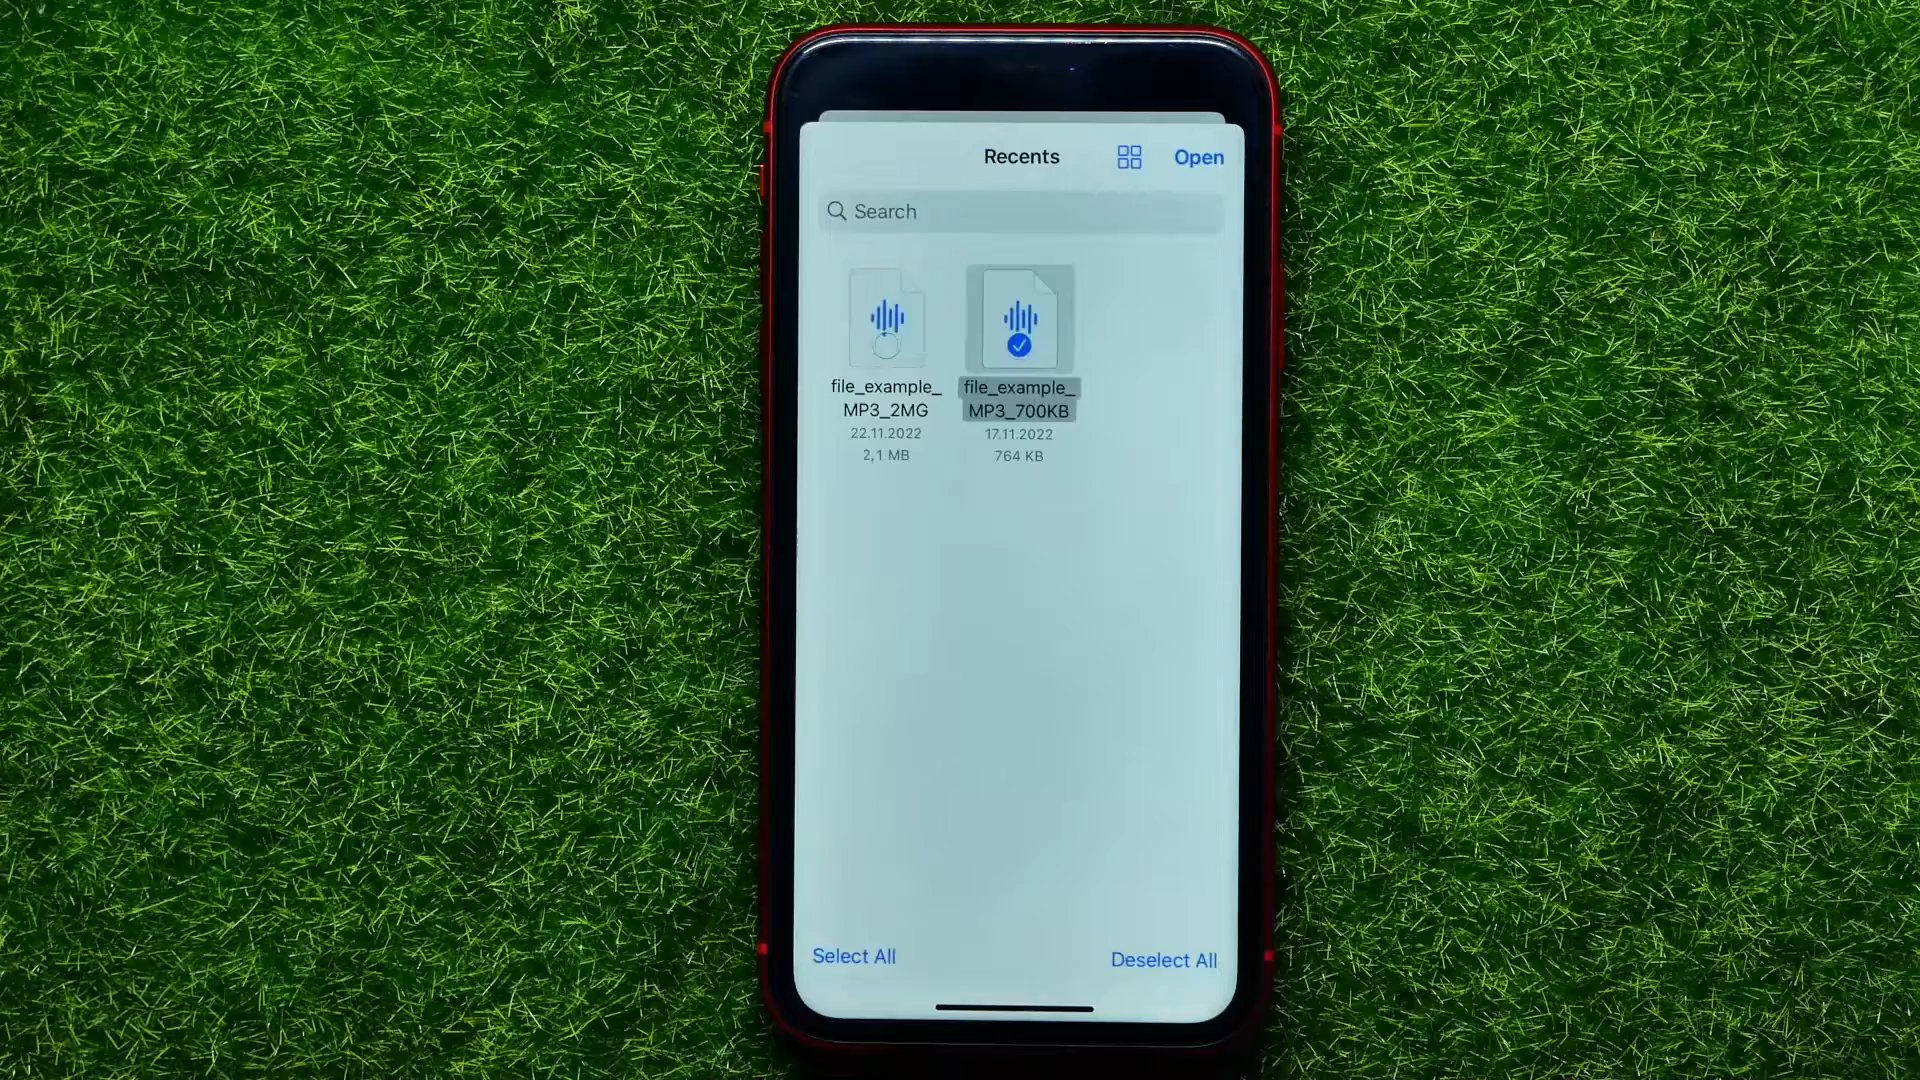 Recents
Open
Search
file_example_
MP3_2MG
22.11.2022
2,1 MB
file_example_
MP3_700KB
17.11.2022
764 KB
Select All
Deselect All